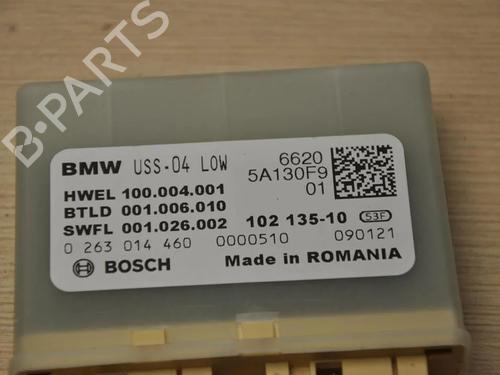 B-PARTS
BMW USS-04 LOW 6620
5A130F9
HWEL 100.004.001 01
BTLD 001.006.010
SWFL 001.026.002 102 135-10 S3F
0 263 014 460 0000510 090121
BOSCH Made in ROMANIA